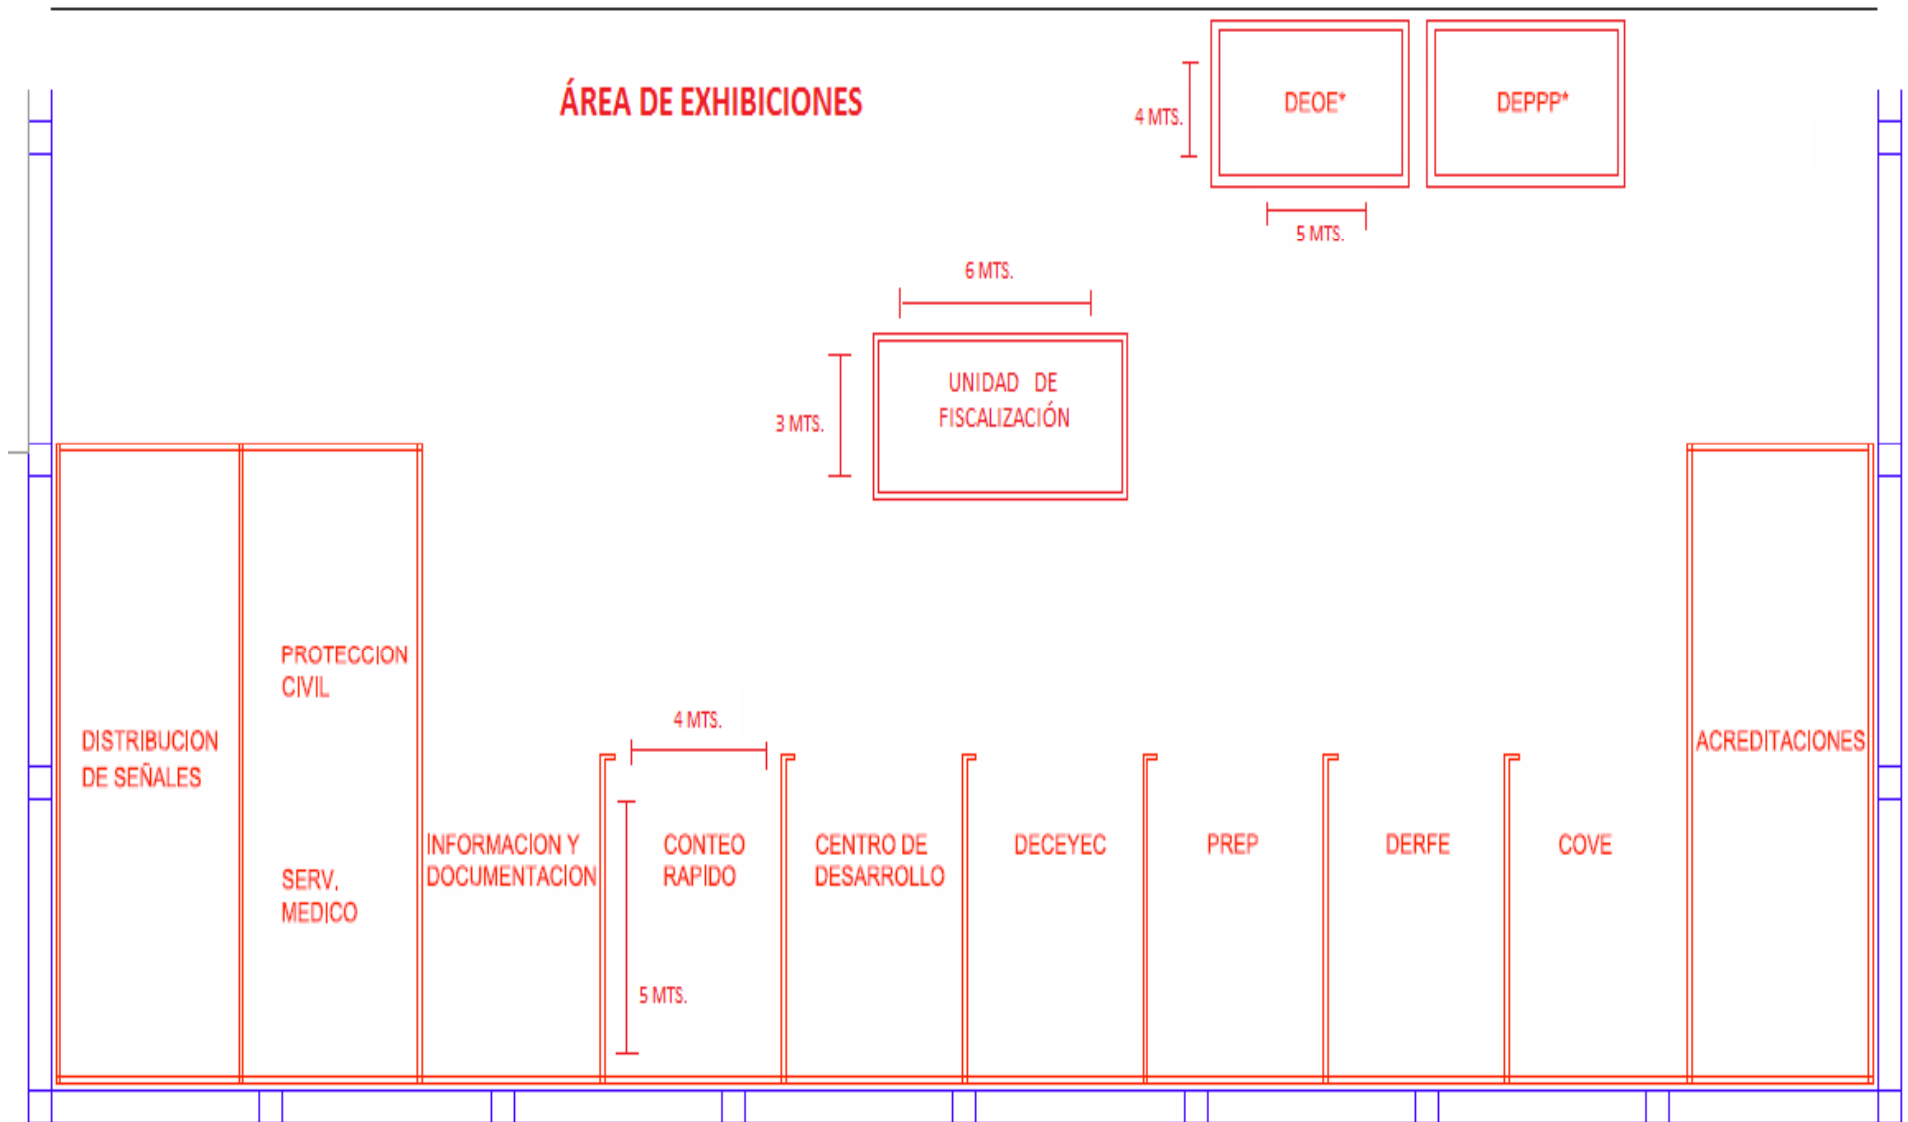 ÁREA DE EXHIBICIONES
4 MTS.
DEOE*
DEPPP*
5 MTS.
6 MTS.
3 MTS.
UNIDAD DE
FISCALIZACIÓN
DISTRIBUCION
DE SEÑALES
PROTECCION
CIVIL
SERV.
MEDICO
INFORMACION Y
DOCUMENTACION
4 MTS.
5 MTS.
CONTEO
RAPIDO
CENTRO DE
DESARROLLO
DECEYEC
PREP
DERFE
COVE
ACREDITACIONES